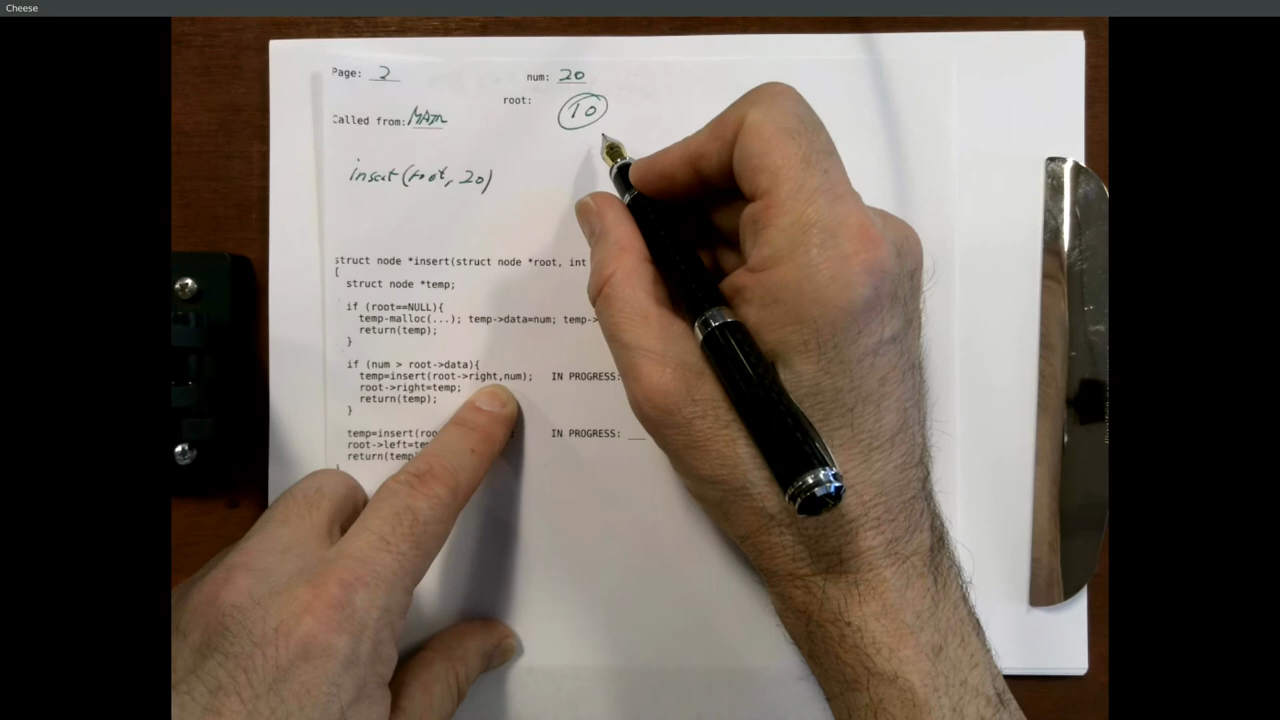 Cheese
Page: 2
num: 20
root: 10
Called from: MAIN
insert(root, 20)
struct node *insert(struct node *root, int
{
struct node *temp;
if (root==NULL){
temp-malloc(...); temp->data=num; temp->
return(temp);
}
if (num > root->data){
temp=insert(root->right,num); IN PROGRESS:
root->right=temp;
return(temp);
}
temp=insert( IN PROGRESS: ___
root->left=
return(temp